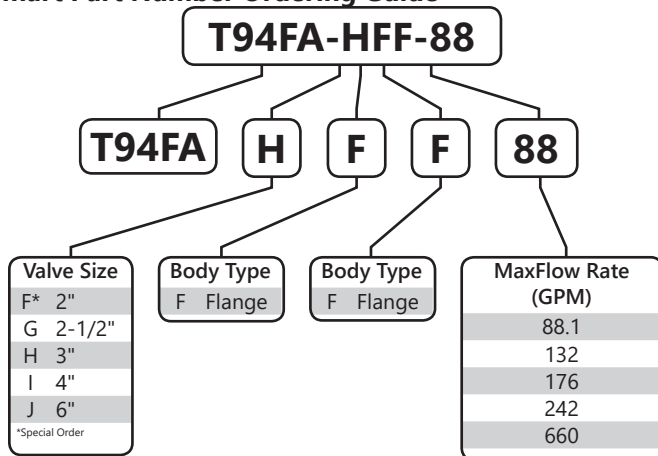 T94FA-HFF-88
T94FA H F F 88
Valve Size
F* 2"
G 2-1/2"
H 3"
I 4"
J 6"
*Special Order
Body Type
F Flange
Body Type
F Flange
MaxFlow Rate
(GPM)
88.1
132
176
242
660